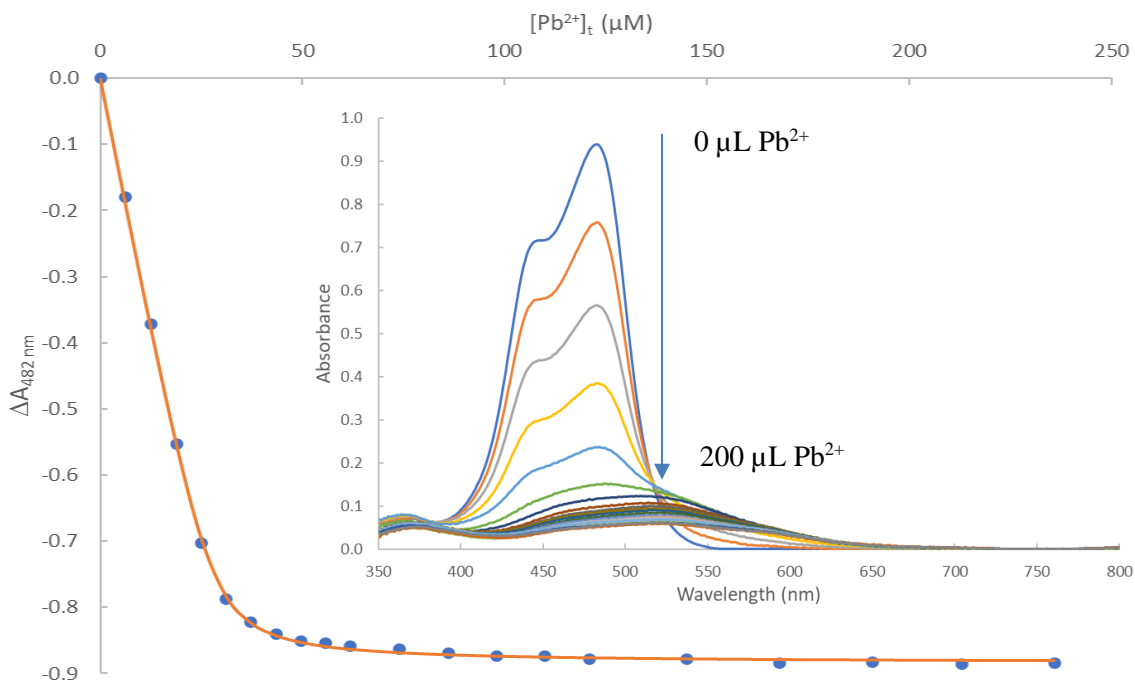 [Pb²⁺]ₜ (µM)
0 50 100 150 200 250
0.0
-0.1
-0.2
-0.3
-0.4
-0.5
-0.6
-0.7
-0.8
-0.9
ΔA₄₈₂ ₙₘ
1.0
0.9
0.8
0.7
0.6
0.5
0.4
0.3
0.2
0.1
0.0
Absorbance
0 µL Pb²⁺
200 µL Pb²⁺
350 400 450 500 550 600 650 700 750 800
Wavelength (nm)